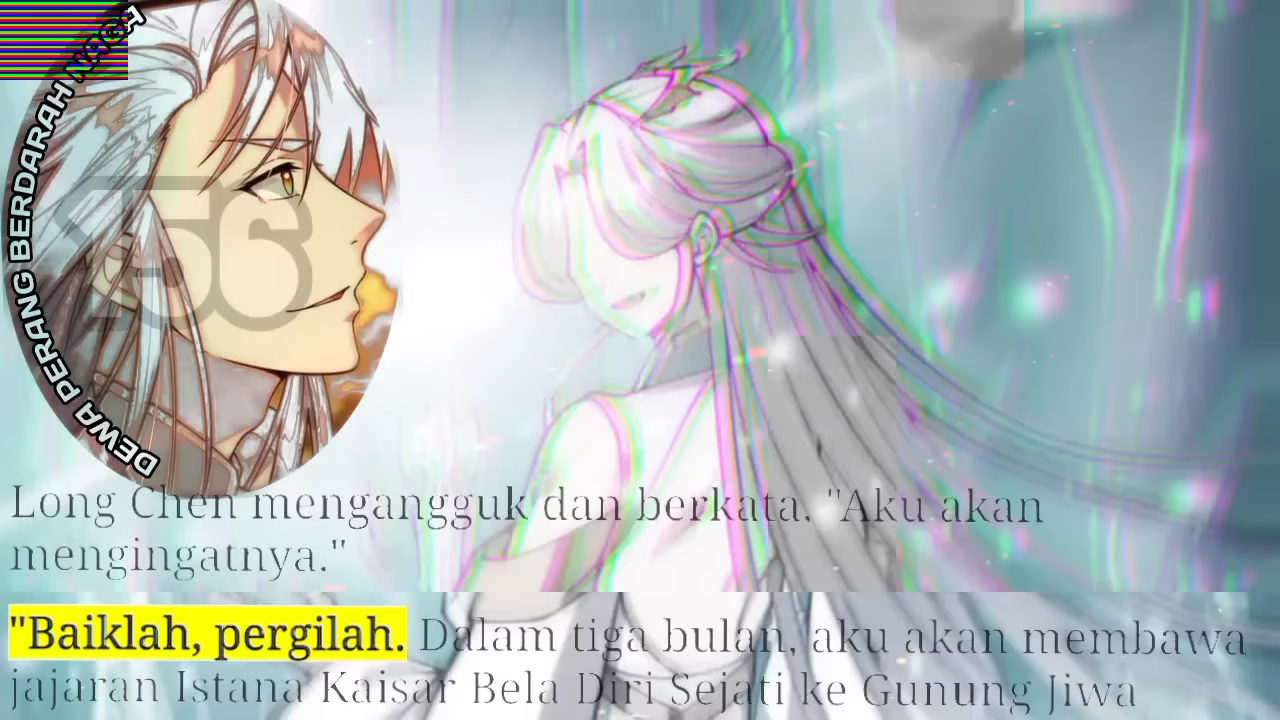 DEWA PERANG BERDARAH NAGA
156
Long Chen mengangguk dan berkata, "Aku akan
mengingatnya."
"Baiklah, pergilah. Dalam tiga bulan, aku akan membawa
jajaran Istana Kaisar Bela Diri Sejati ke Gunung Jiwa